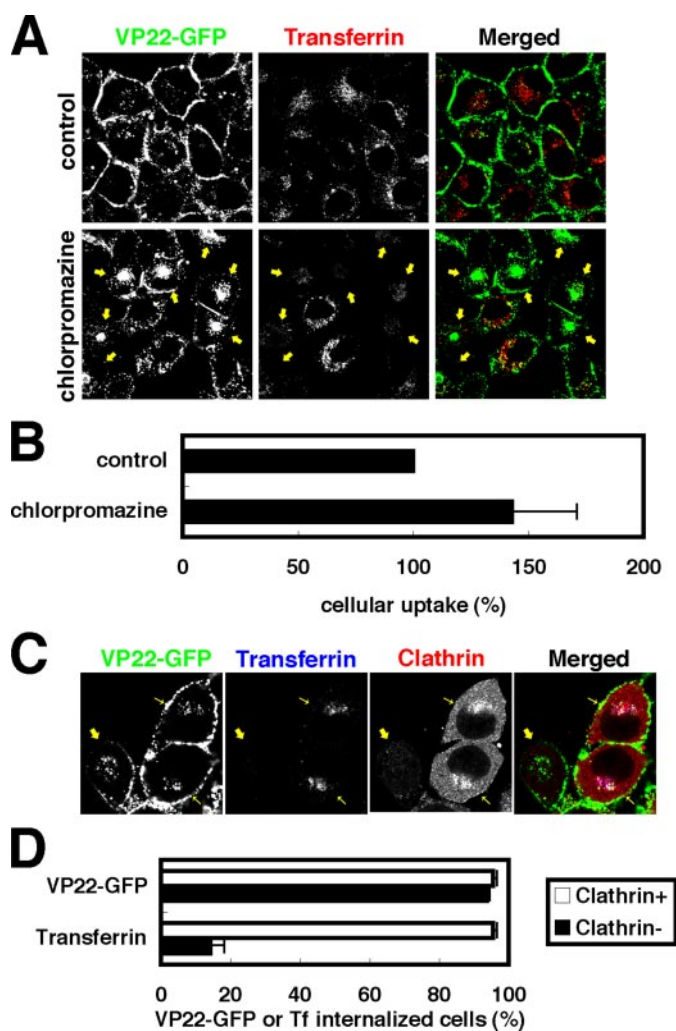 A
VP22-GFP Transferrin Merged
control
chlorpromazine
B
control
chlorpromazine
0 50 100 150 200
cellular uptake (%)
C
VP22-GFP Transferrin Clathrin Merged
D
VP22-GFP
Transferrin
Clathrin+
Clathrin-
0 20 40 60 80 100
VP22-GFP or Tf internalized cells (%)